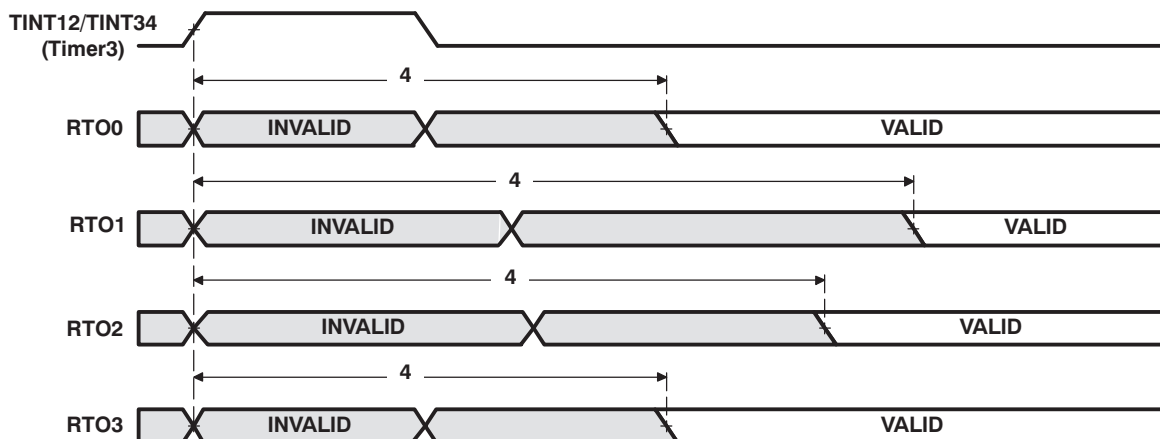 TINT12/TINT34
(Timer3)
4
RTO0 INVALID VALID
4
RTO1 INVALID VALID
4
RTO2 INVALID VALID
4
RTO3 INVALID VALID